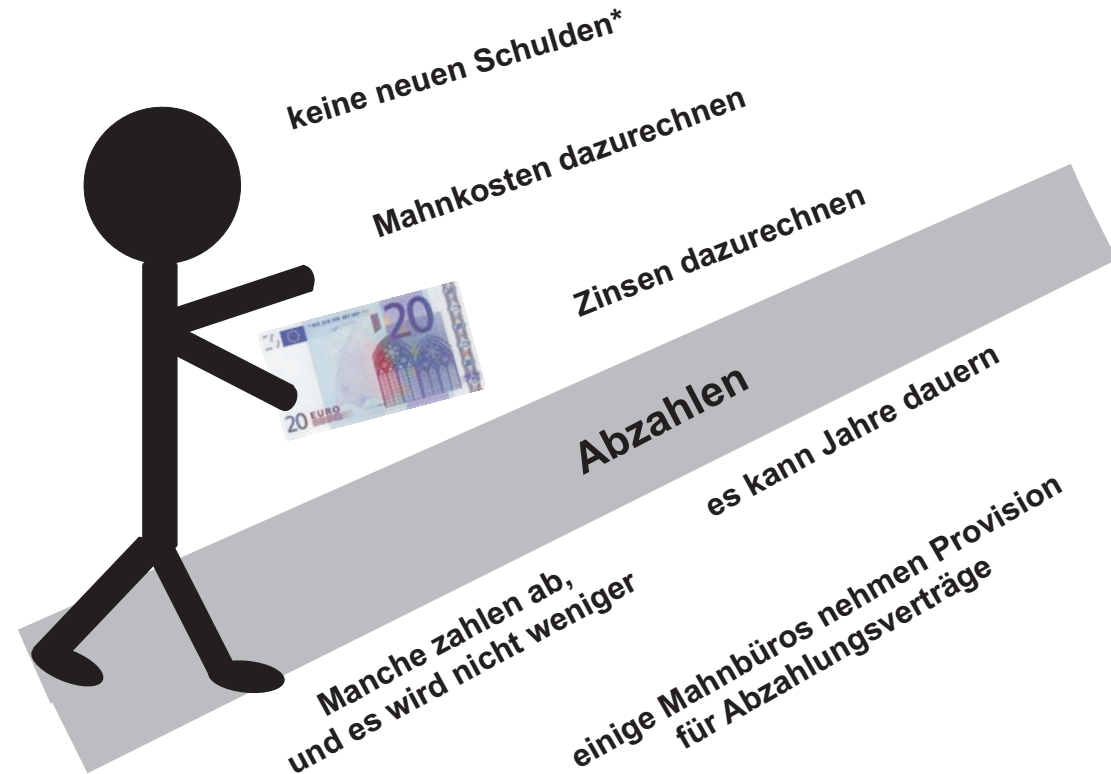 keine neuen Schulden*
Mahnkosten dazurechnen
Zinsen dazurechnen
20
20 EURO
Abzahlen
es kann Jahre dauern
Manche zahlen ab,
und es wird nicht weniger
einige Mahnbüros nehmen Provision
für Abzahlungsverträge